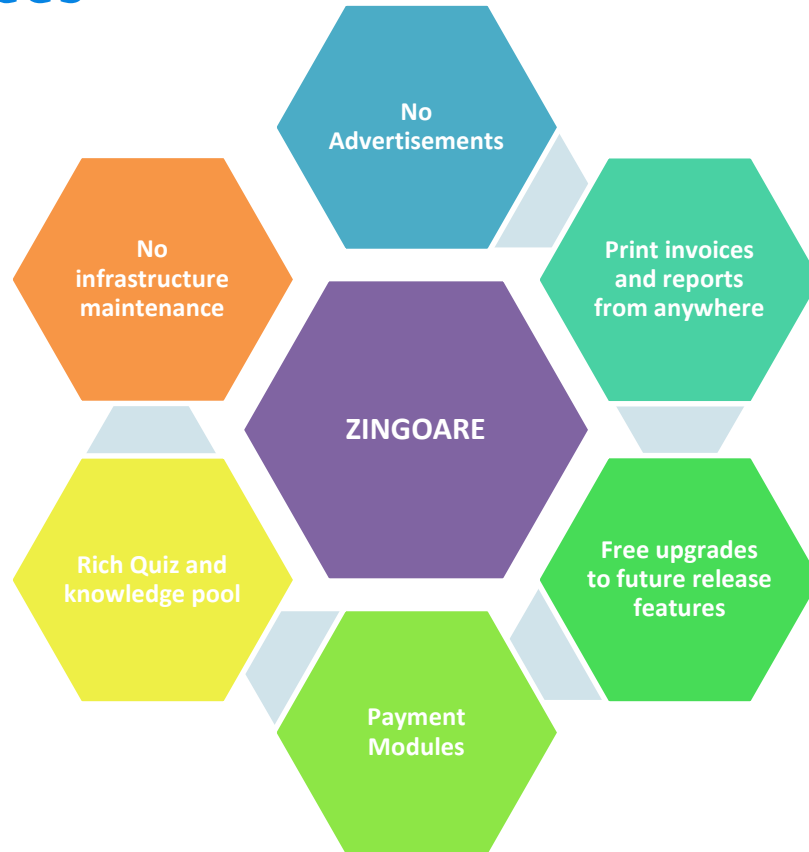 No
Advertisements
No
infrastructure
maintenance
Print invoices
and reports
from anywhere
ZINGOARE
Rich Quiz and
knowledge pool
Free upgrades
to future release
features
Payment
Modules